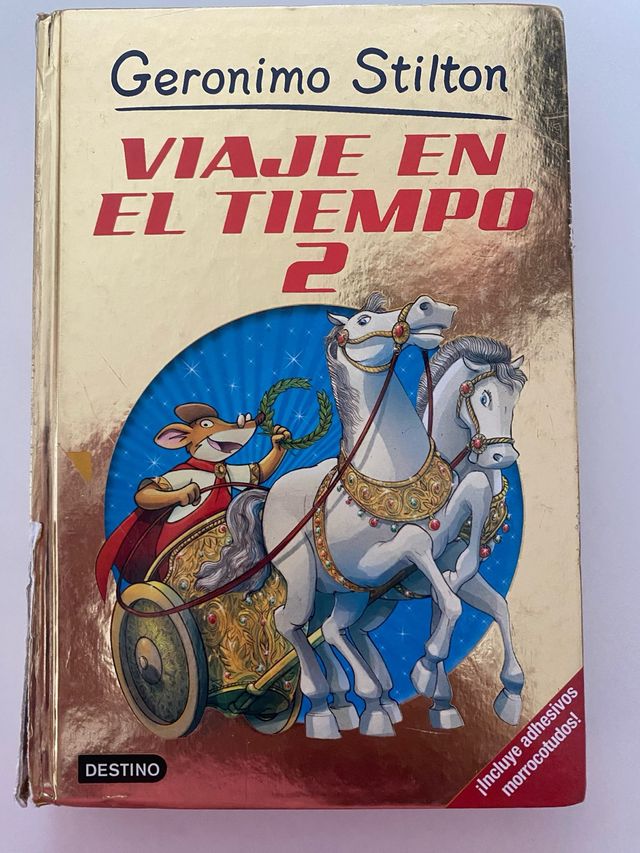 Geronimo Stilton
VIAJE EN
EL TIEMPO
2
DESTINO
¡Incluye adhesivos
morrocotudos!